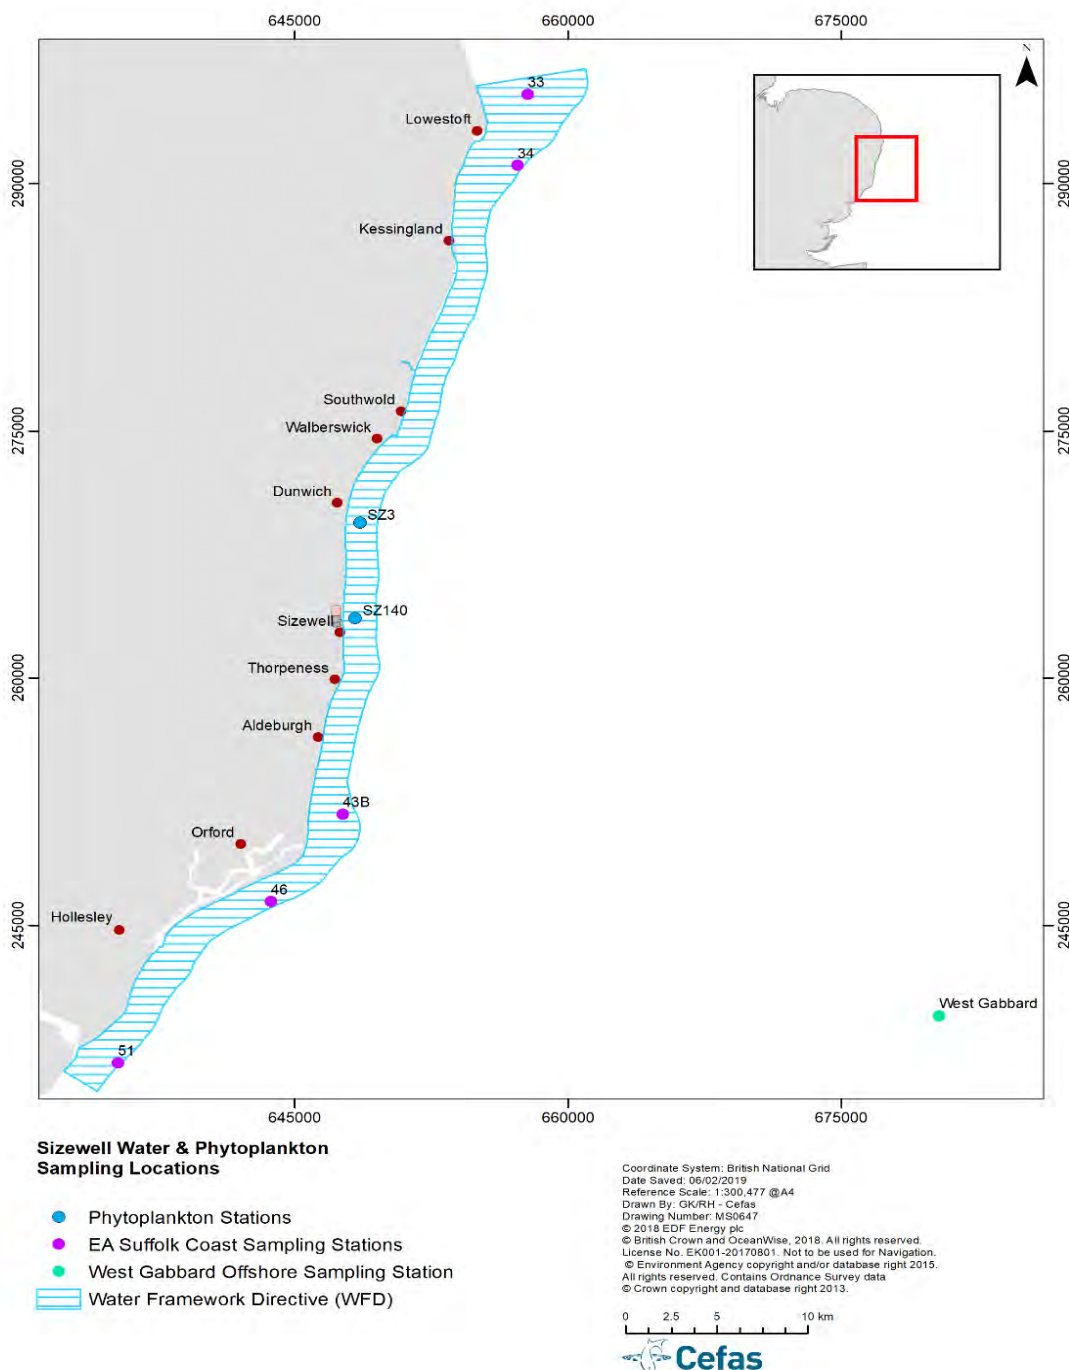 645000
660000
675000
N
33
Lowestoft
34
290000
290000
Kessingland
Southwold
275000
275000
Walberswick
Dunwich
SZ3
SZ140
Sizewell
Thorpeness
260000
260000
Aldeburgh
43B
Orford
46
Hollesley
245000
245000
West Gabbard
51
645000
660000
675000
Sizewell Water & Phytoplankton
Sampling Locations
Phytoplankton Stations
EA Suffolk Coast Sampling Stations
West Gabbard Offshore Sampling Station
Water Framework Directive (WFD)
Coordinate System: British National Grid
Date Saved: 06/02/2019
Reference Scale: 1:300,477 @A4
Drawn By: GK/RH - Cefas
Drawing Number: MS0647
© 2018 EDF Energy plc
© British Crown and OceanWise, 2018. All rights reserved.
License No. EK001-20170801. Not to be used for Navigation.
© Environment Agency copyright and/or database right 2015.
All rights reserved. Contains Ordnance Survey data
© Crown copyright and database right 2013.
0 2.5 5 10 km
Cefas